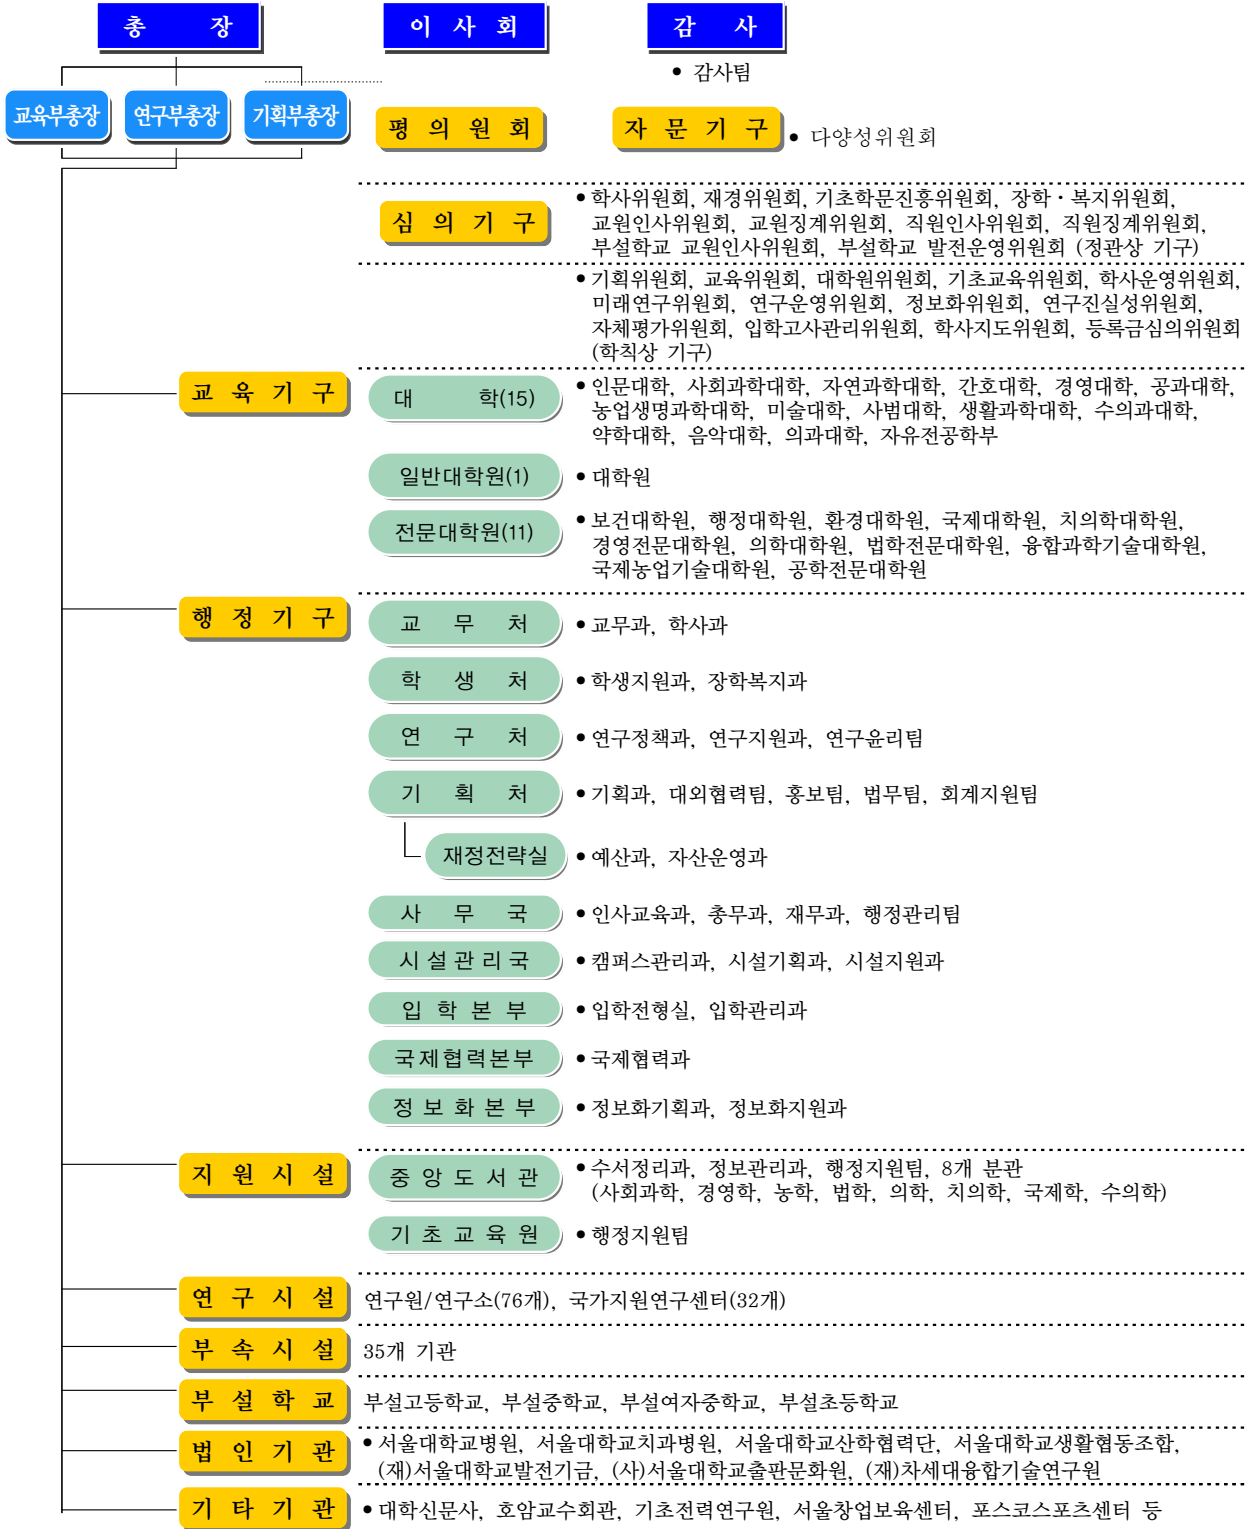 총 장
이 사 회
감 사
• 감사팀
교육부총장
연구부총장
기획부총장
평 의 원 회
자 문 기 구
• 다양성위원회
심 의 기 구
• 학사위원회, 재경위원회, 기초학문진흥위원회, 장학·복지위원회,
교원인사위원회, 교원징계위원회, 직원인사위원회, 직원징계위원회,
부설학교 교원인사위원회, 부설학교 발전운영위원회 (정관상 기구)
• 기획위원회, 교육위원회, 대학원위원회, 기초교육위원회, 학사운영위원회,
미래연구위원회, 연구운영위원회, 정보화위원회, 연구진실성위원회,
자체평가위원회, 입학고사관리위원회, 학사지도위원회, 등록금심의위원회
(학칙상 기구)
교 육 기 구
대 학(15)
• 인문대학, 사회과학대학, 자연과학대학, 간호대학, 경영대학, 공과대학,
농업생명과학대학, 미술대학, 사범대학, 생활과학대학, 수의과대학,
약학대학, 음악대학, 의과대학, 자유전공학부
일반대학원(1)
• 대학원
전문대학원(11)
• 보건대학원, 행정대학원, 환경대학원, 국제대학원, 치의학대학원,
경영전문대학원, 의학대학원, 법학전문대학원, 융합과학기술대학원,
국제농업기술대학원, 공학전문대학원
행 정 기 구
교 무 처
• 교무과, 학사과
학 생 처
• 학생지원과, 장학복지과
연 구 처
• 연구정책과, 연구지원과, 연구윤리팀
기 획 처
• 기획과, 대외협력팀, 홍보팀, 법무팀, 회계지원팀
재정전략실
• 예산과, 자산운영과
사 무 국
• 인사교육과, 총무과, 재무과, 행정관리팀
시 설 관 리 국
• 캠퍼스관리과, 시설기획과, 시설지원과
입 학 본 부
• 입학전형실, 입학관리과
국제협력본부
• 국제협력과
정 보 화 본 부
• 정보화기획과, 정보화지원과
지 원 시 설
중 앙 도 서 관
• 수서정리과, 정보관리과, 행정지원팀, 8개 분관
(사회과학, 경영학, 농학, 법학, 의학, 치의학, 국제학, 수의학)
기 초 교 육 원
• 행정지원팀
연 구 시 설
연구원/연구소(76개), 국가지원연구센터(32개)
부 속 시 설
35개 기관
부 설 학 교
부설고등학교, 부설중학교, 부설여자중학교, 부설초등학교
법 인 기 관
• 서울대학교병원, 서울대학교치과병원, 서울대학교산학협력단, 서울대학교생활협동조합,
(재)서울대학교발전기금, (사)서울대학교출판문화원, (재)차세대융합기술연구원
기 타 기 관
• 대학신문사, 호암교수회관, 기초전력연구원, 서울창업보육센터, 포스코스포츠센터 등